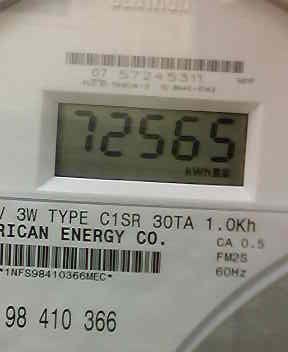 07 57245311
72565
KWH
V 3W TYPE C1SR 30TA 1.0Kh
RICAN ENERGY CO.
CA 0.5
FM2S
60Hz
*1NFS98410366MEC*
98 410 366